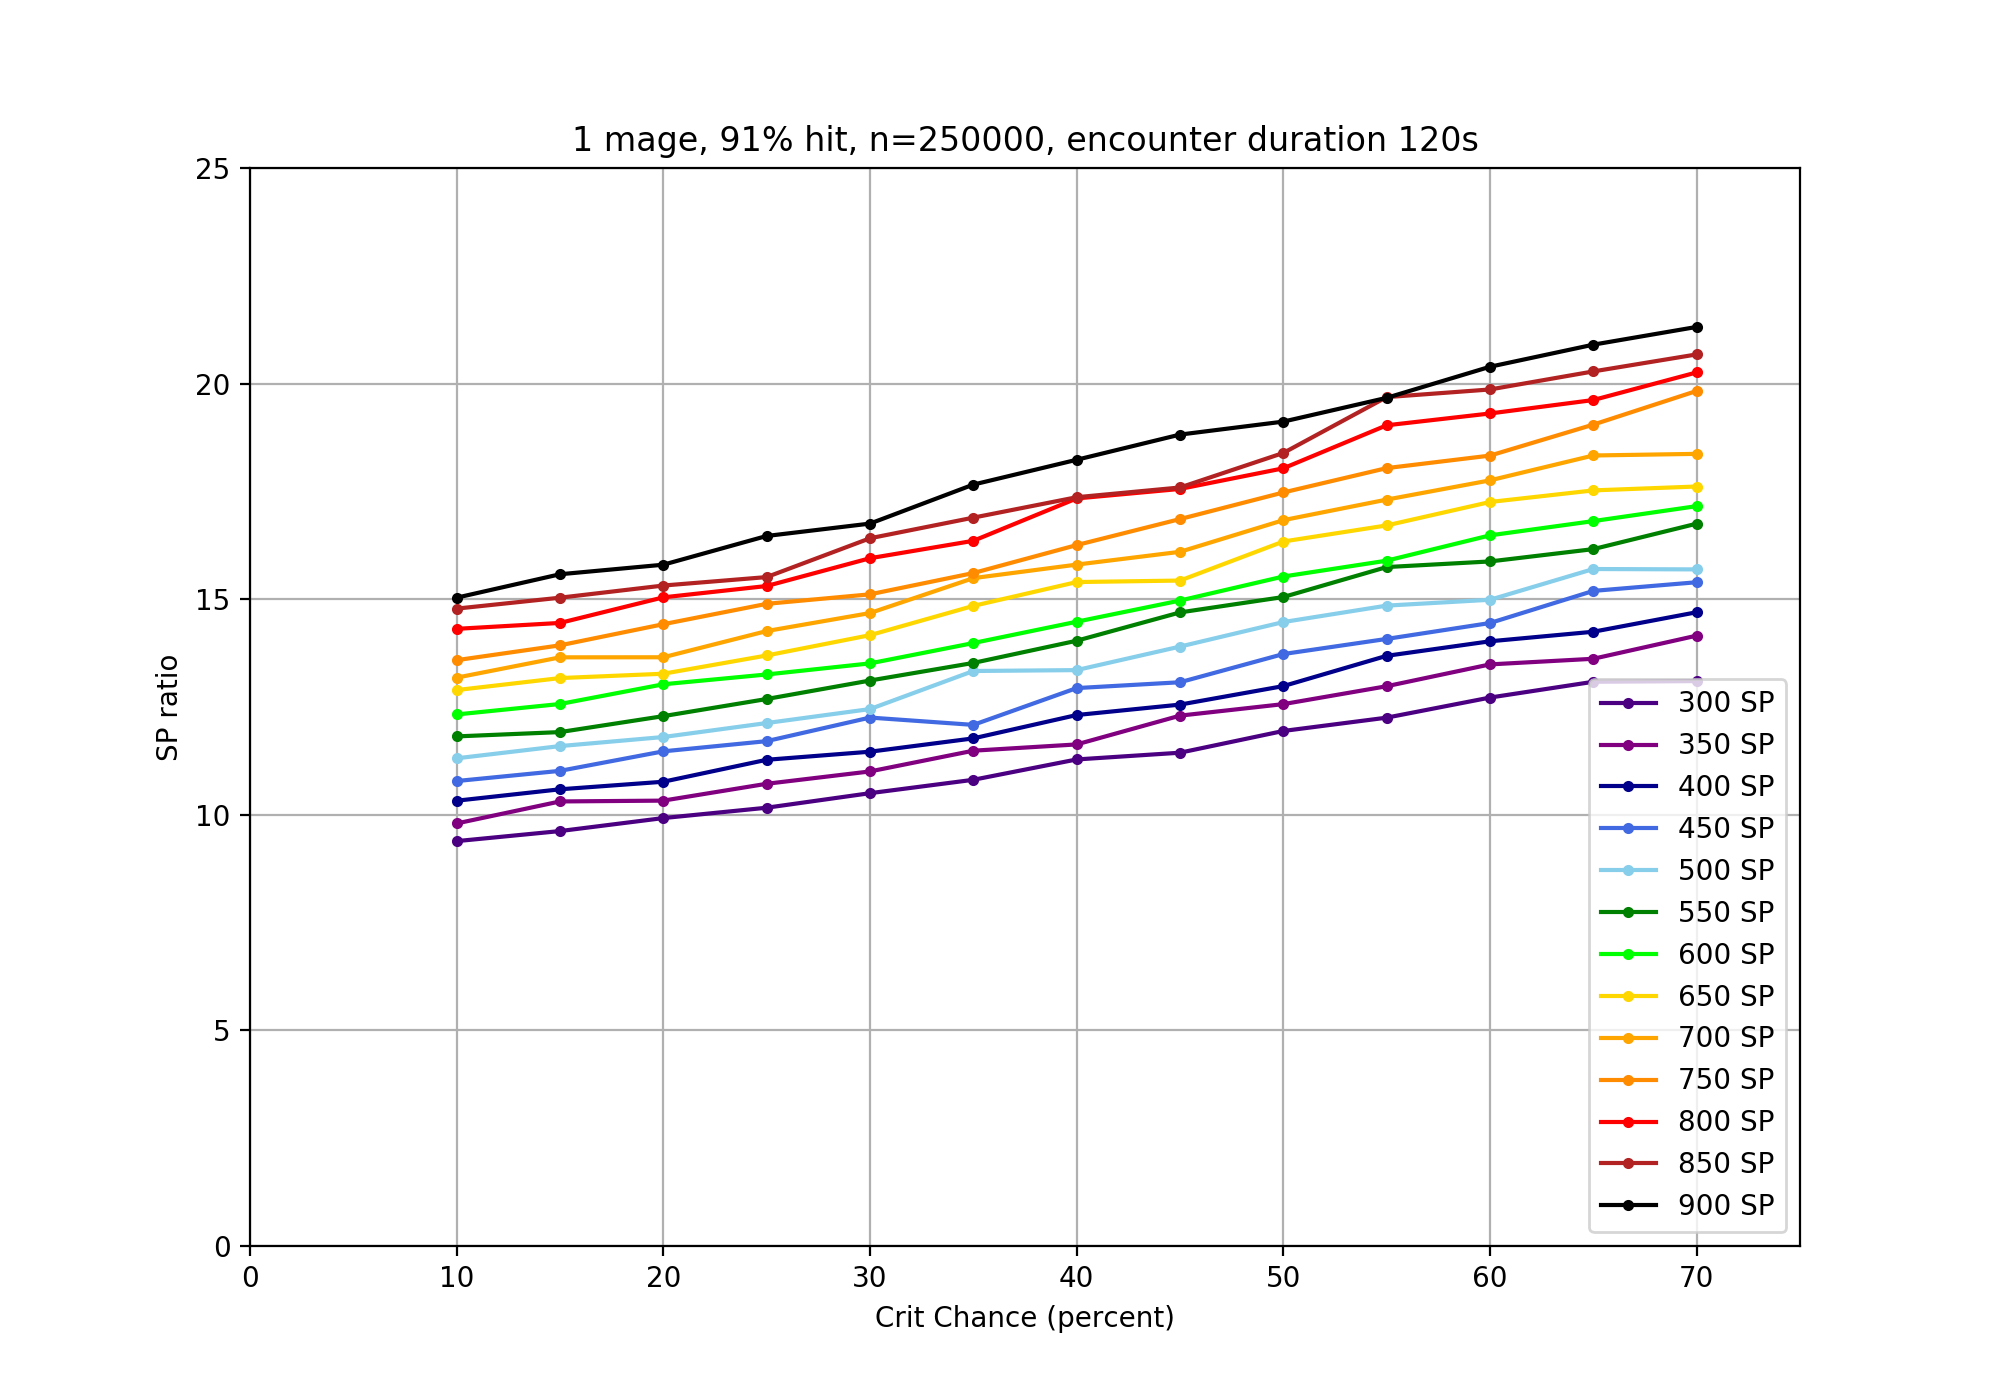 1 mage, 91% hit, n=250000, encounter duration 120s
25
20
15
10
5
0
SP ratio
0 10 20 30 40 50 60 70
Crit Chance (percent)
300 SP
350 SP
400 SP
450 SP
500 SP
550 SP
600 SP
650 SP
700 SP
750 SP
800 SP
850 SP
900 SP